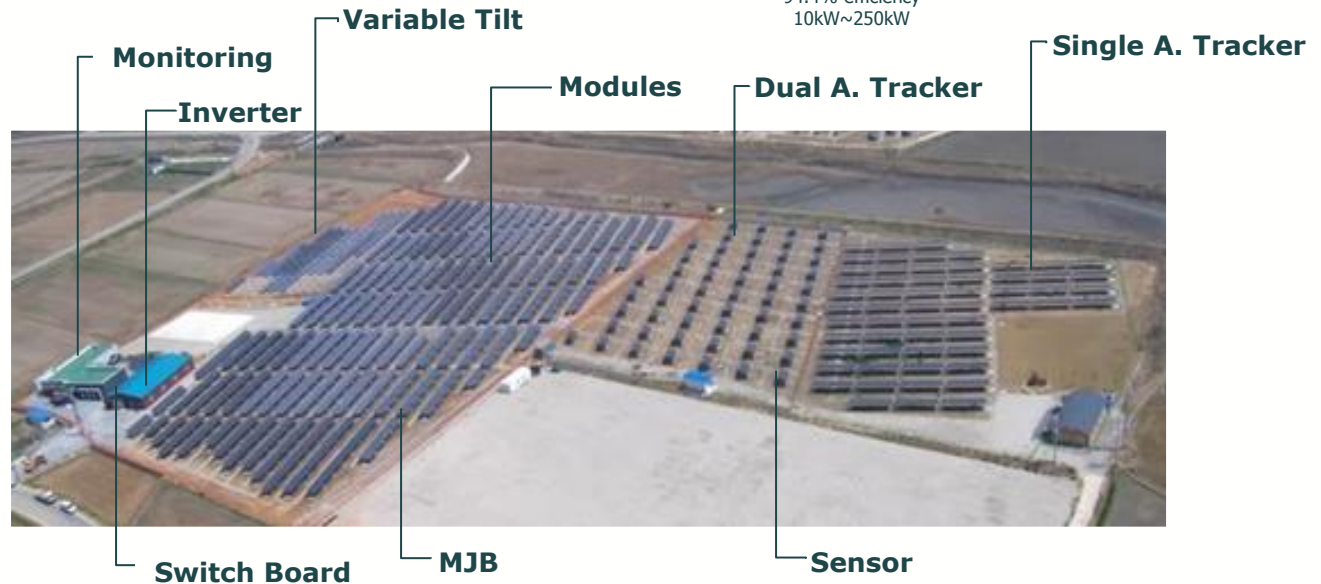 10kW~250kW
Variable Tilt
Single A. Tracker
Monitoring
Modules
Dual A. Tracker
Inverter
MJB
Sensor
Switch Board